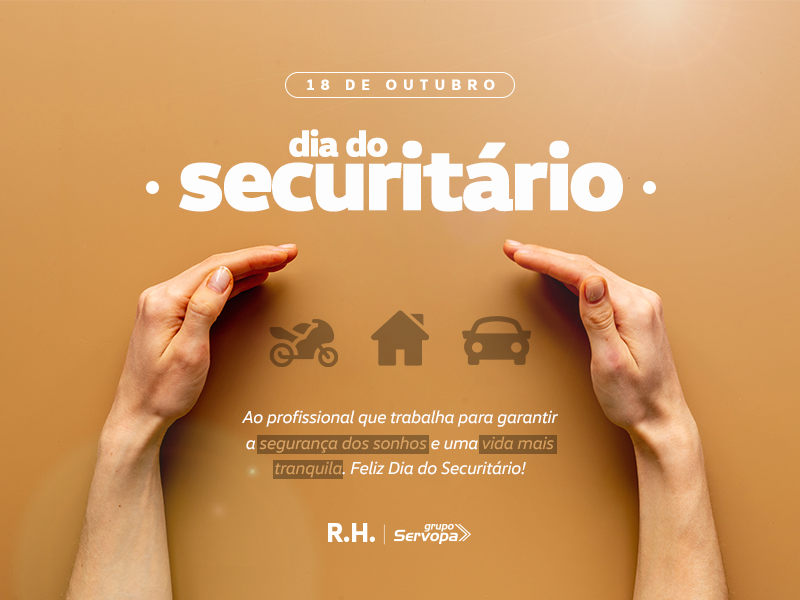 18 DE OUTUBRO
dia do
securitário
Ao profissional que trabalha para garantir
a segurança dos sonhos e uma vida mais
tranquila. Feliz Dia do Securitário!
R.H. grupo
Servopa